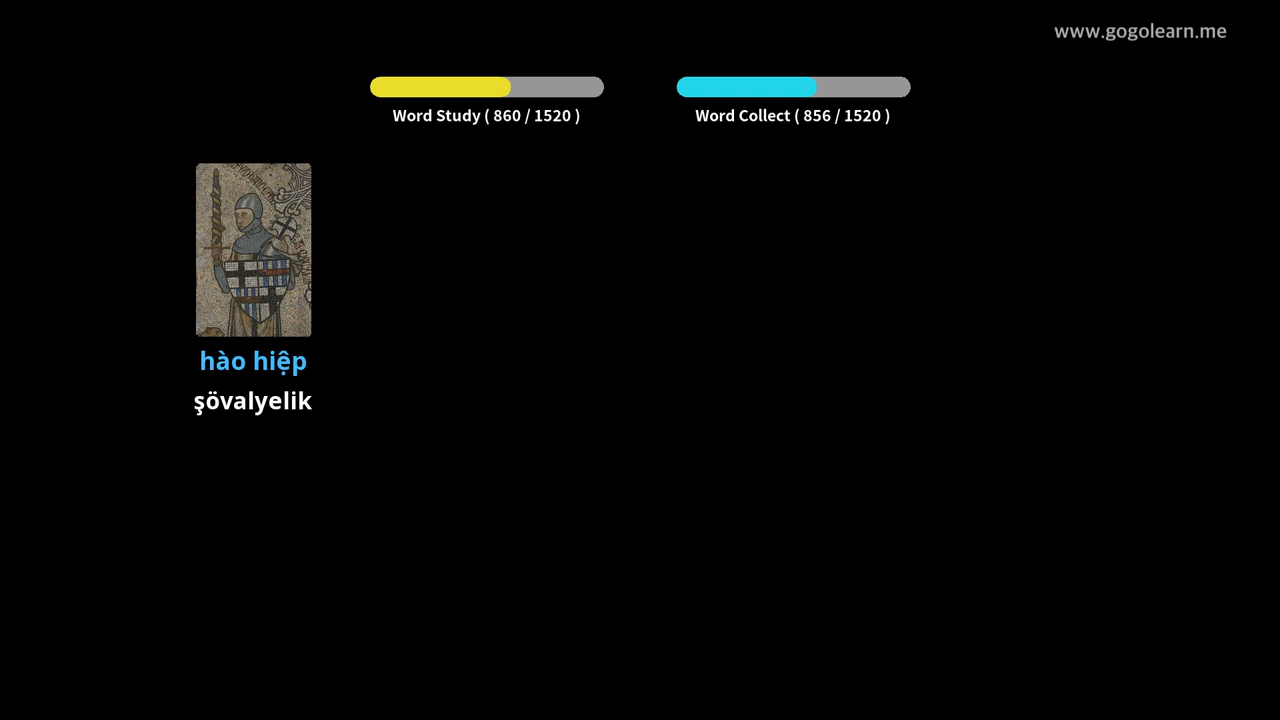 www.gogolearn.me
Word Study ( 860 / 1520 )
Word Collect ( 856 / 1520 )
hào hiệp
şövalyelik